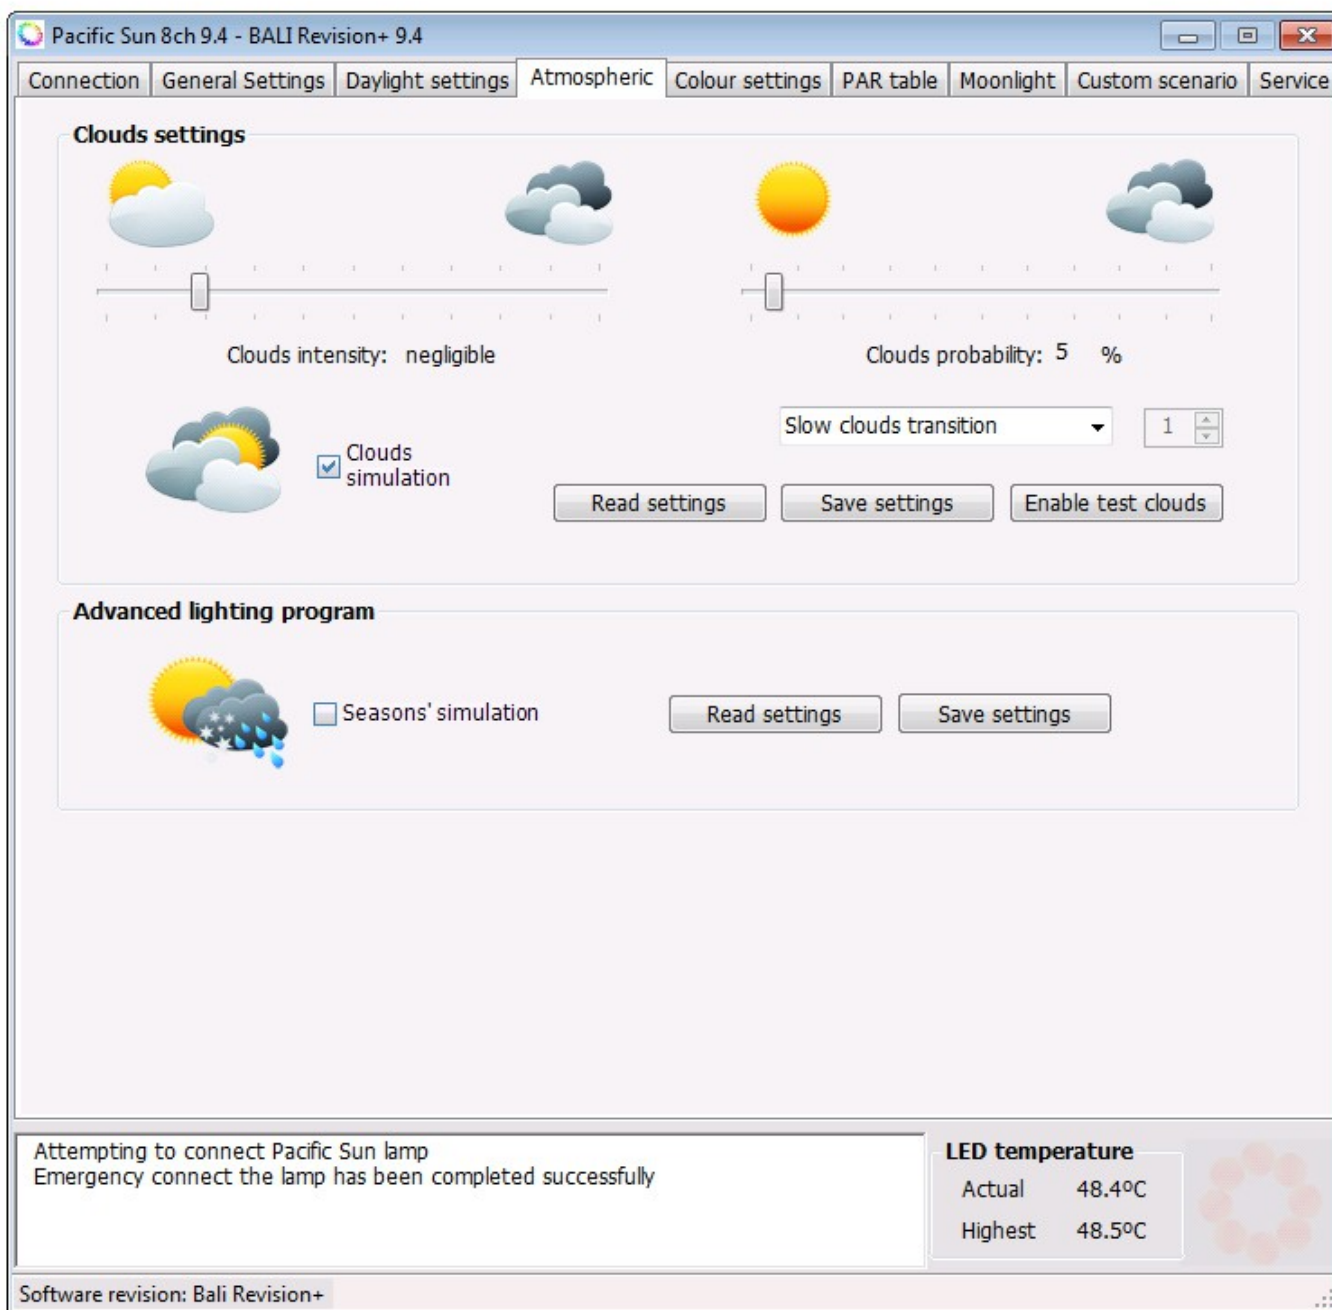 Pacific Sun 8ch 9.4 - BALI Revision+ 9.4
Connection General Settings Daylight settings Atmospheric Colour settings PAR table Moonlight Custom scenario Service
Clouds settings
Clouds intensity: negligible
Clouds probability: 5 %
Slow clouds transition 1
Clouds
simulation
Read settings Save settings Enable test clouds
Advanced lighting program
Seasons' simulation Read settings Save settings
Attempting to connect Pacific Sun lamp
Emergency connect the lamp has been completed successfully
LED temperature
Actual 48.4ºC
Highest 48.5ºC
Software revision: Bali Revision+